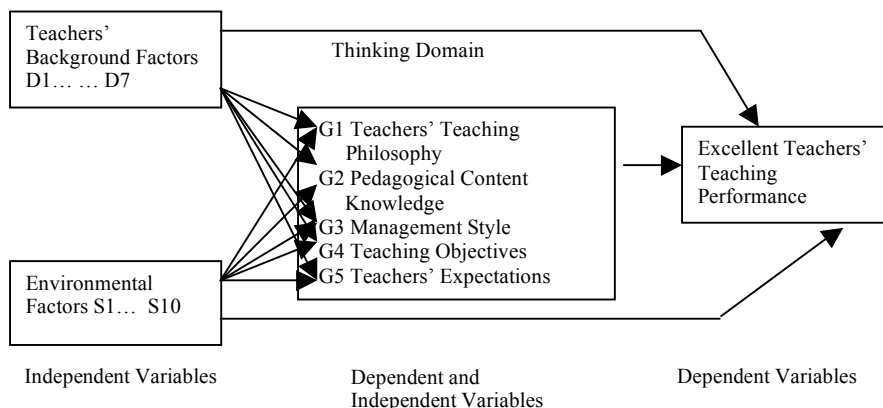 Teachers’
Background Factors
D1… … D7
Thinking Domain
G1 Teachers’ Teaching
Philosophy
G2 Pedagogical Content
Knowledge
G3 Management Style
G4 Teaching Objectives
G5 Teachers’ Expectations
Excellent Teachers’
Teaching
Performance
Environmental
Factors S1… S10
Independent Variables
Dependent and
Independent Variables
Dependent Variables